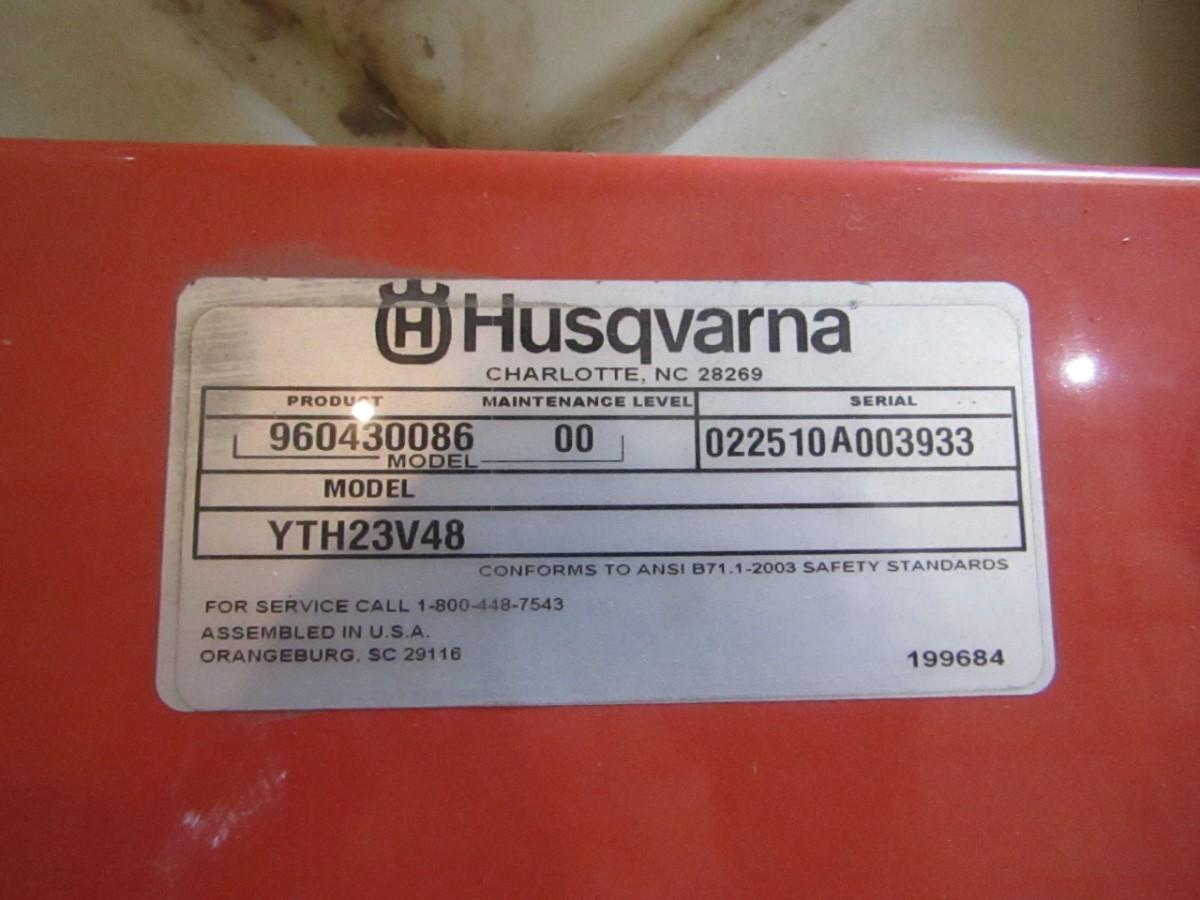 H Husqvarna
CHARLOTTE, NC 28269
PRODUCT MAINTENANCE LEVEL SERIAL
960430086 00 022510A003933
MODEL
MODEL
YTH23V48
CONFORMS TO ANSI B71.1-2003 SAFETY STANDARDS
FOR SERVICE CALL 1-800-448-7543
ASSEMBLED IN U.S.A.
ORANGEBURG, SC 29116
199684